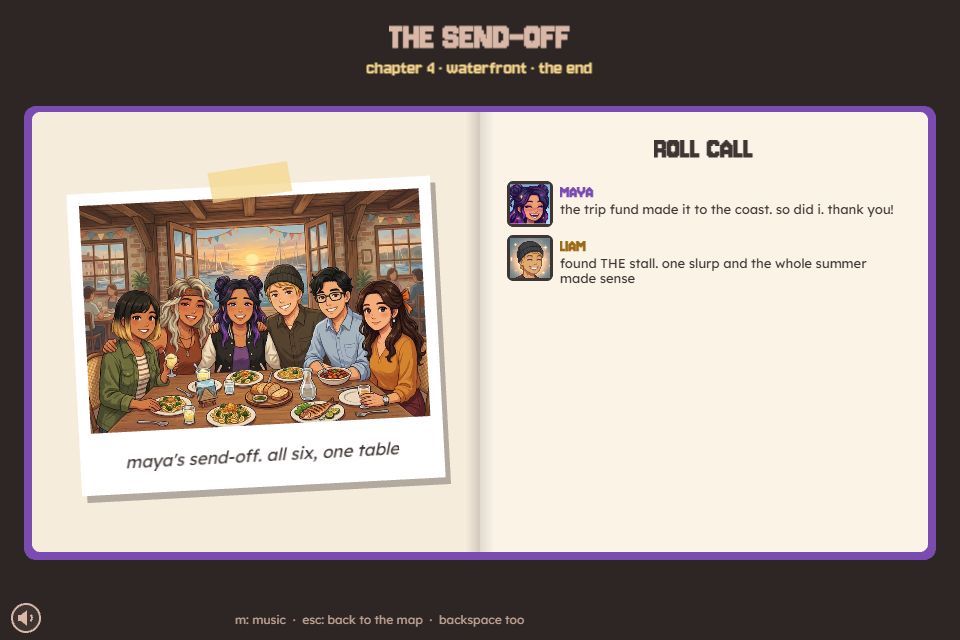 THE SEND-OFF
chapter 4 · waterfront · the end
maya's send-off. all six, one table
ROLL CALL
MAYA
the trip fund made it to the coast. so did i. thank you!
LIAM
found THE stall. one slurp and the whole summer
made sense
m: music · esc: back to the map · backspace too